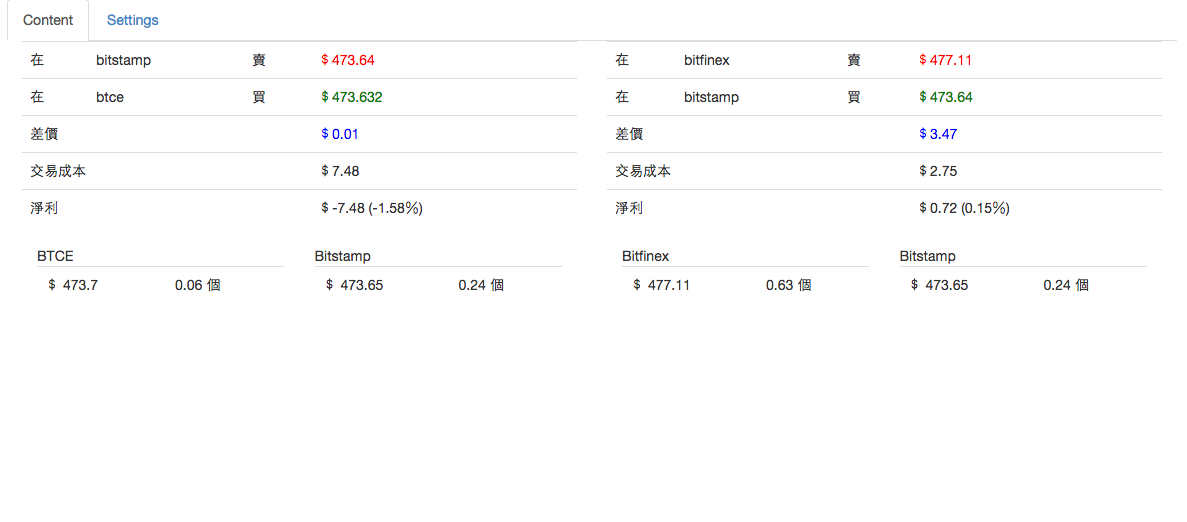 Content Settings
在 bitstamp 賣 $ 473.64
在 btce 買 $ 473.632
差價 $ 0.01
交易成本 $ 7.48
淨利 $ -7.48 (-1.58%)
BTCE Bitstamp
$ 473.7 0.06 個 $ 473.65 0.24 個
在 bitfinex 賣 $ 477.11
在 bitstamp 買 $ 473.64
差價 $ 3.47
交易成本 $ 2.75
淨利 $ 0.72 (0.15%)
Bitfinex Bitstamp
$ 477.11 0.63 個 $ 473.65 0.24 個